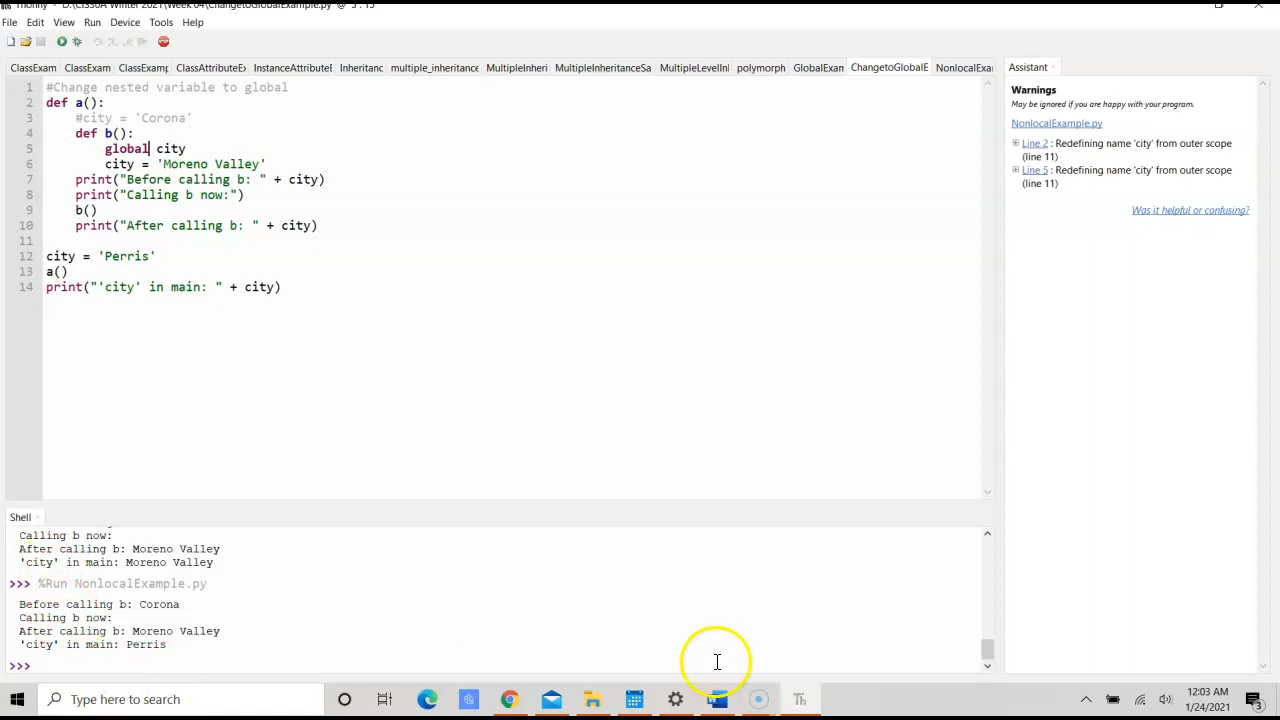 Thonny - D:\CIS30A Winter 2021\Week 04\ChangetoGlobalExample.py @ 5 : 15
File Edit View Run Device Tools Help
ClassExam ClassExam ClassExamp ClassAttributeEx InstanceAttributeE Inheritanc multiple_inheritance MultipleInheri MultipleInheritanceSa MultipleLevelInl polymorph GlobalExam ChangetoGlobalE NonlocalExar
Assistant
1 #Change nested variable to global
2 def a():
3 #city = 'Corona'
4 def b():
5 global city
6 city = 'Moreno Valley'
7 print("Before calling b: " + city)
8 print("Calling b now:")
9 b()
10 print("After calling b: " + city)
11
12 city = 'Perris'
13 a()
14 print("'city' in main: " + city)
Warnings
May be ignored if you are happy with your program.
NonlocalExample.py
Line 2 : Redefining name 'city' from outer scope
(line 11)
Line 5 : Redefining name 'city' from outer scope
(line 11)
Was it helpful or confusing?
Shell
Calling b now:
After calling b: Moreno Valley
'city' in main: Moreno Valley
>>> %Run NonlocalExample.py
Before calling b: Corona
Calling b now:
After calling b: Moreno Valley
'city' in main: Perris
>>>
Type here to search
Th
12:03 AM
1/24/2021
3